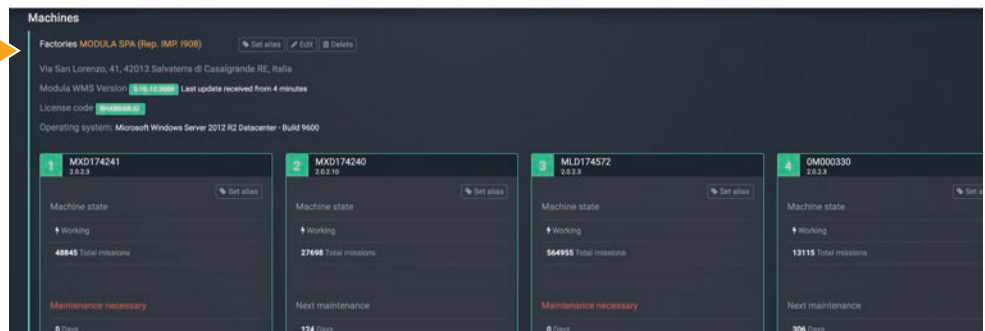 Machines
Factories MODULA SPA (Rep. IMP. I908) Set alias Edit Delete
Via San Lorenzo, 41, 42013 Salvaterra di Casalgrande RE, Italia
Modula WMS Version Last update received from 4 minutes
License code
Operating system: Microsoft Windows Server 2012 R2 Datacenter - Build 9600
1 MXD174241
2.0.2.3
Set alias
Machine state
Working
48845 Total missions
Maintenance necessary
0 Days
2 MXD174240
2.0.2.10
Set alias
Machine state
Working
27698 Total missions
Next maintenance
124 Days
3 MLD174572
2.0.2.3
Set alias
Machine state
Working
564955 Total missions
Maintenance necessary
0 Days
4 OM000330
2.0.2.3
Set a
Machine state
Working
13115 Total missions
Next maintenance
306 Days